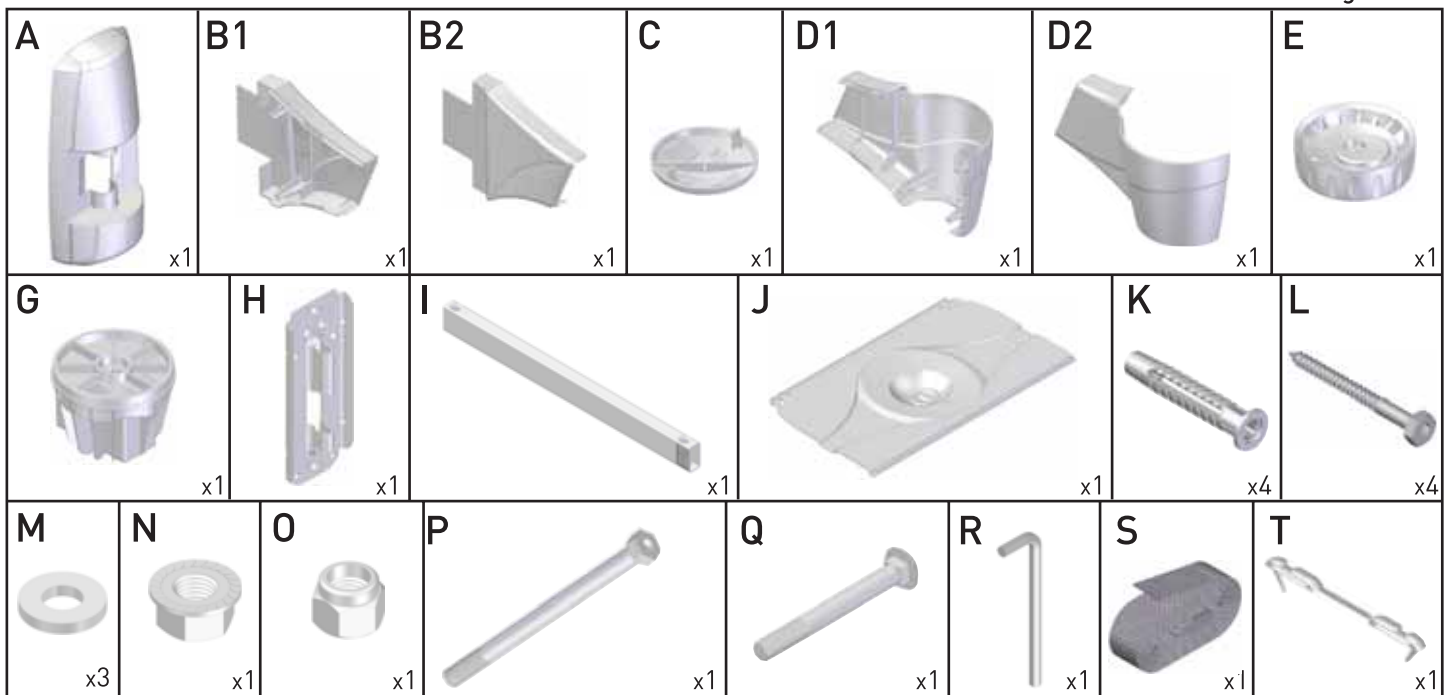 A B1 B2 C D1 D2 E
x1 x1 x1 x1 x1 x1 x1
G H I J K L
x1 x1 x1 x1 x4 x4
M N O P Q R S T
x3 x1 x1 x1 x1 x1 x1 x1